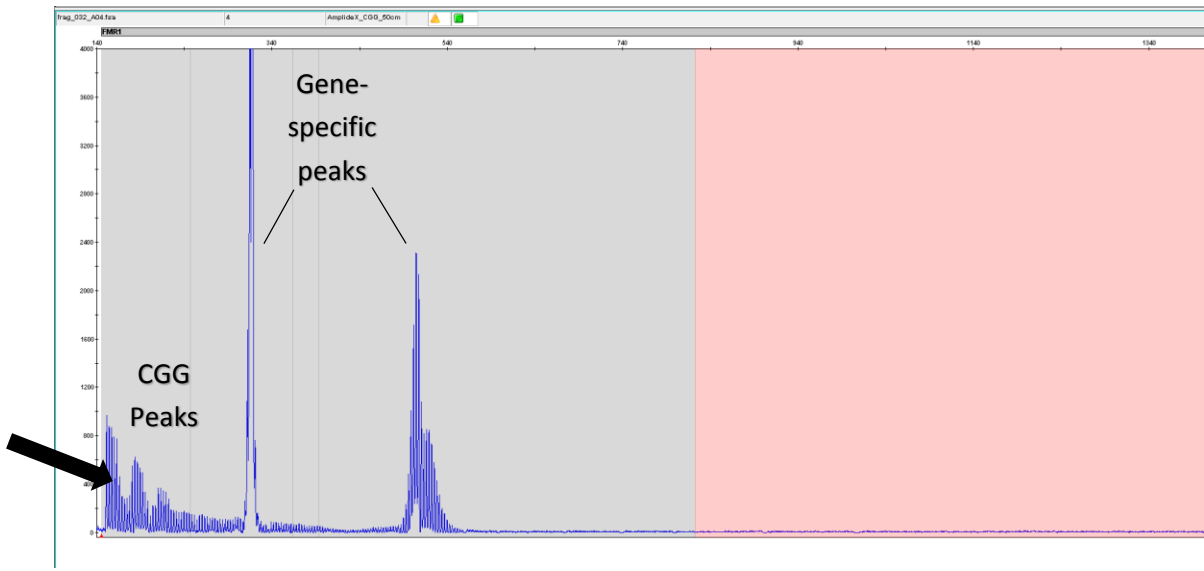 frag_032_A04.fsa 4 AmplideX_CGG_50cm
FMR1
140 340 540 740 940 1140 1340
4000
3600
3200
2800
2400
2000
1600
1200
800
400
0
Gene-
specific
peaks
CGG
Peaks